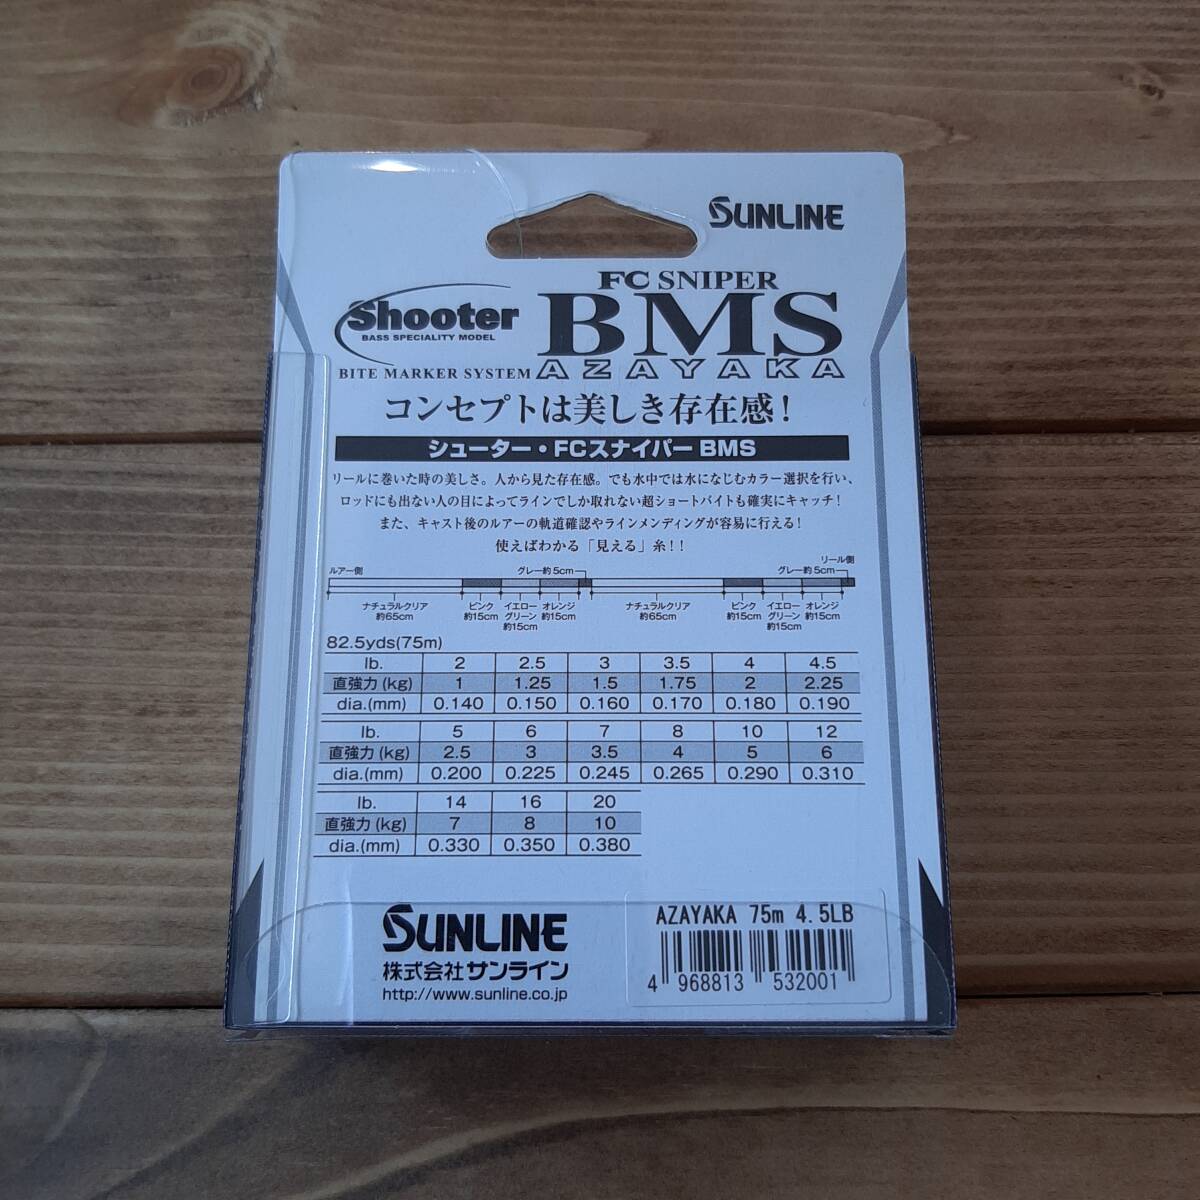 SUNLINE
FC SNIPER
Shooter
BASS SPECIALITY MODEL
BMS
BITE MARKER SYSTEM AZAYAKA
コンセプトは美しき存在感!
シューター・FCスナイパー BMS
リールに巻いた時の美しさ。人から見た存在感。でも水中では水になじむカラー選択を行い、
ロッドにも出ない人の目によってラインでしか取れない超ショートバイトも確実にキャッチ!
また、キャスト後のルアーの軌道確認やラインメンディングが容易に行える!
使えばわかる「見える」糸!!
ルアー側 グレー約5cm グレー約5cm リール側
ナチュラルクリア 約65cm ピンク 約15cm イエローグリーン 約15cm オレンジ 約15cm ナチュラルクリア 約65cm ピンク 約15cm イエローグリーン 約15cm オレンジ 約15cm
82.5yds(75m)
lb. 2 2.5 3 3.5 4 4.5
直強力(kg) 1 1.25 1.5 1.75 2 2.25
dia.(mm) 0.140 0.150 0.160 0.170 0.180 0.190
lb. 5 6 7 8 10 12
直強力(kg) 2.5 3 3.5 4 5 6
dia.(mm) 0.200 0.225 0.245 0.265 0.290 0.310
lb. 14 16 20
直強力(kg) 7 8 10
dia.(mm) 0.330 0.350 0.380
SUNLINE
株式会社サンライン
http://www.sunline.co.jp
AZAYAKA 75m 4.5LB
4 968813 532001